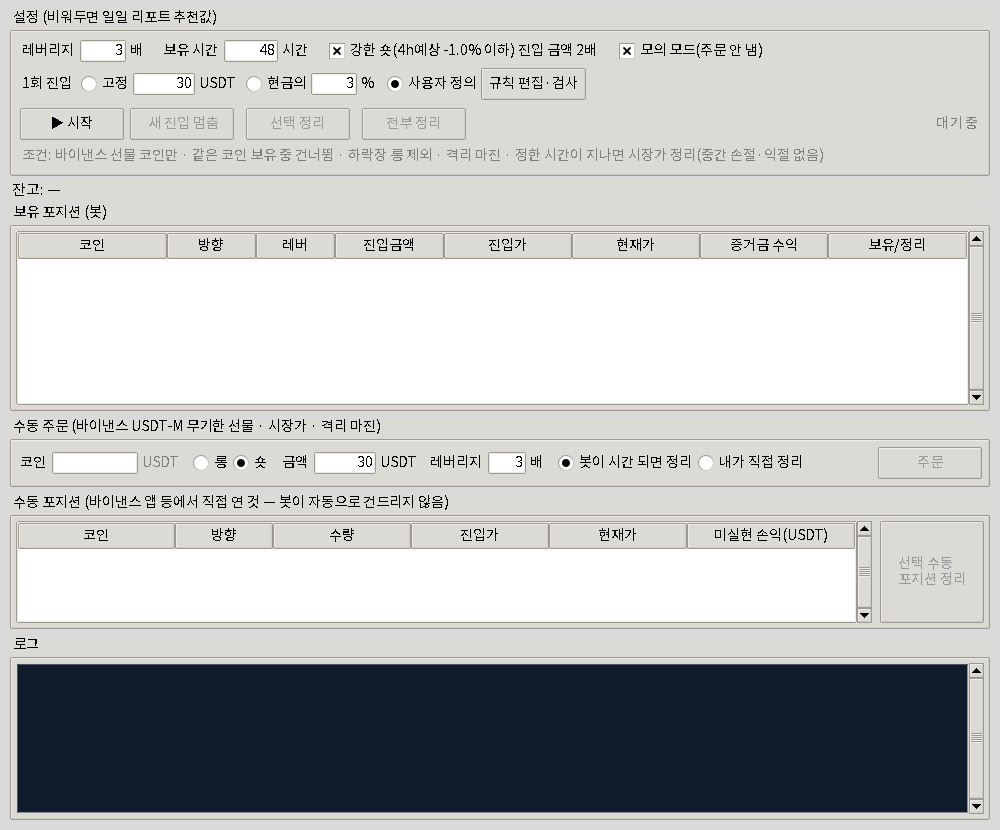 설정 (비워두면 일일 리포트 추천값)
레버리지 3 배 보유 시간 48 시간 강한 숏(4h예상 -1.0% 이하) 진입 금액 2배 모의 모드(주문 안 냄)
1회 진입 고정 30 USDT 현금의 3 % 사용자 정의 규칙 편집·검사
▶ 시작 새 진입 멈춤 선택 정리 전부 정리 대기 중
조건: 바이낸스 선물 코인만 · 같은 코인 보유 중 건너뜀 · 하락장 롱 제외 · 격리 마진 · 정한 시간이 지나면 시장가 정리(중간 손절·익절 없음)
잔고: —
보유 포지션 (봇)
코인 방향 레버 진입금액 진입가 현재가 증거금 수익 보유/정리
수동 주문 (바이낸스 USDT-M 무기한 선물 · 시장가 · 격리 마진)
코인 USDT 롱 숏 금액 30 USDT 레버리지 3 배 봇이 시간 되면 정리 내가 직접 정리 주문
수동 포지션 (바이낸스 앱 등에서 직접 연 것 — 봇이 자동으로 건드리지 않음)
코인 방향 수량 진입가 현재가 미실현 손익(USDT)
선택 수동
포지션 정리
로그